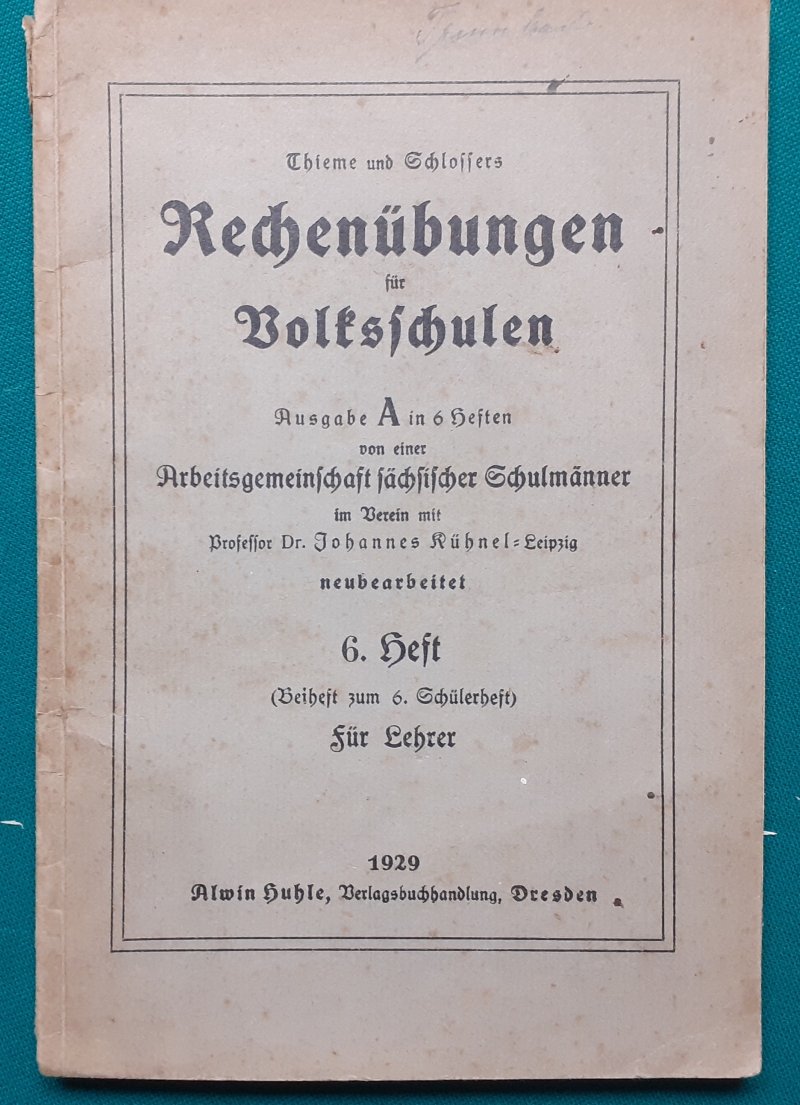 Thieme und Schlossers
Rechenübungen
für
Volksschulen
Ausgabe A in 6 Heften
von einer
Arbeitsgemeinschaft sächsischer Schulmänner
im Verein mit
Professor Dr. Johannes Kühnel-Leipzig
neubearbeitet
6. Heft
(Beiheft zum 6. Schülerheft)
Für Lehrer
1929
Alwin Huhle, Verlagsbuchhandlung, Dresden